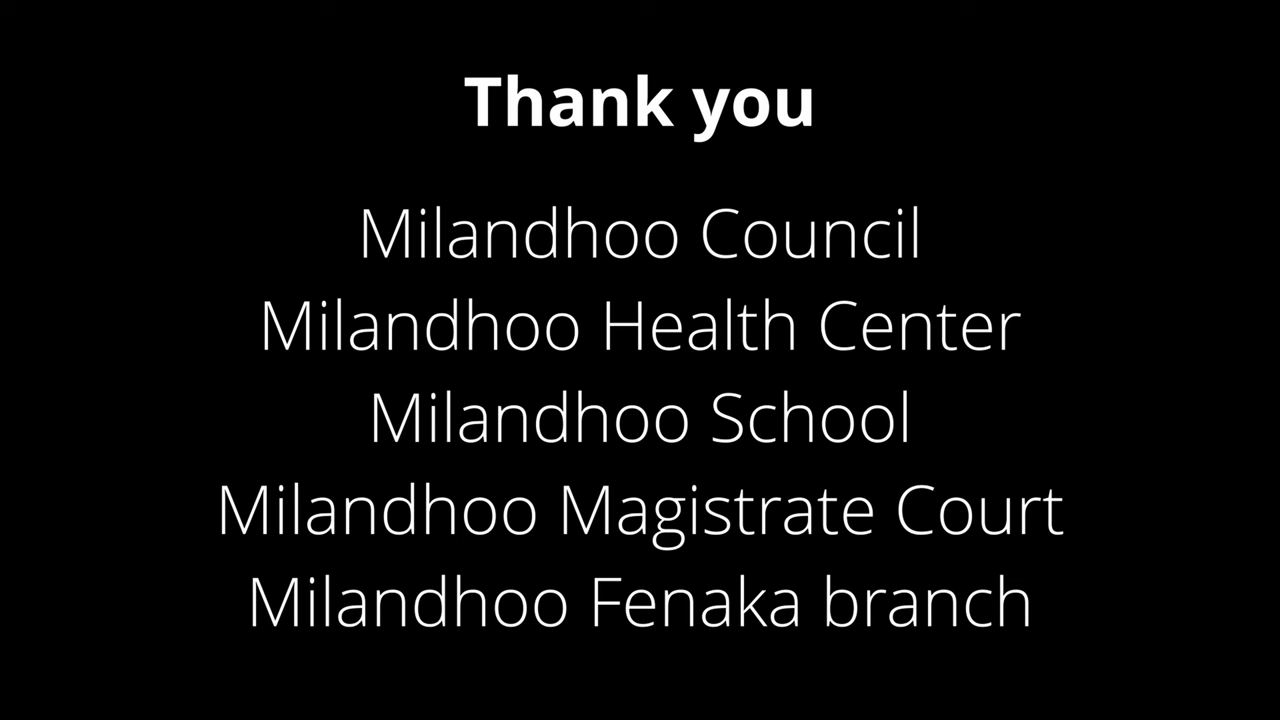 Thank you
Milandhoo Council
Milandhoo Health Center
Milandhoo School
Milandhoo Magistrate Court
Milandhoo Fenaka branch